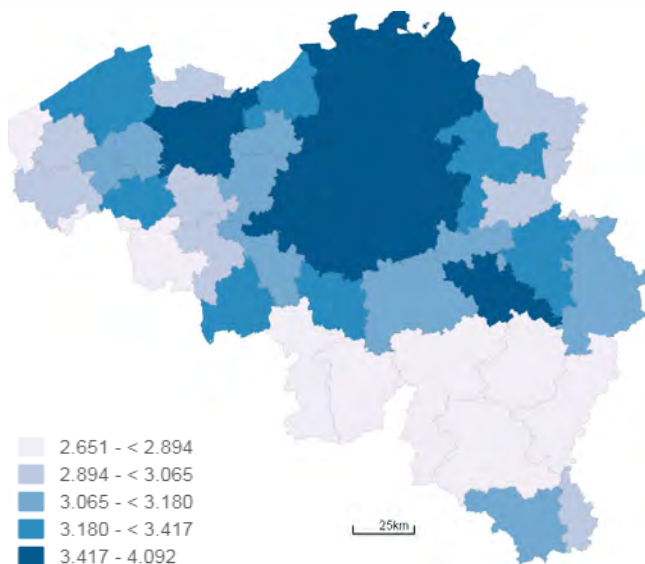 2.651 - < 2.894
2.894 - < 3.065
3.065 - < 3.180
3.180 - < 3.417
3.417 - 4.092
25km